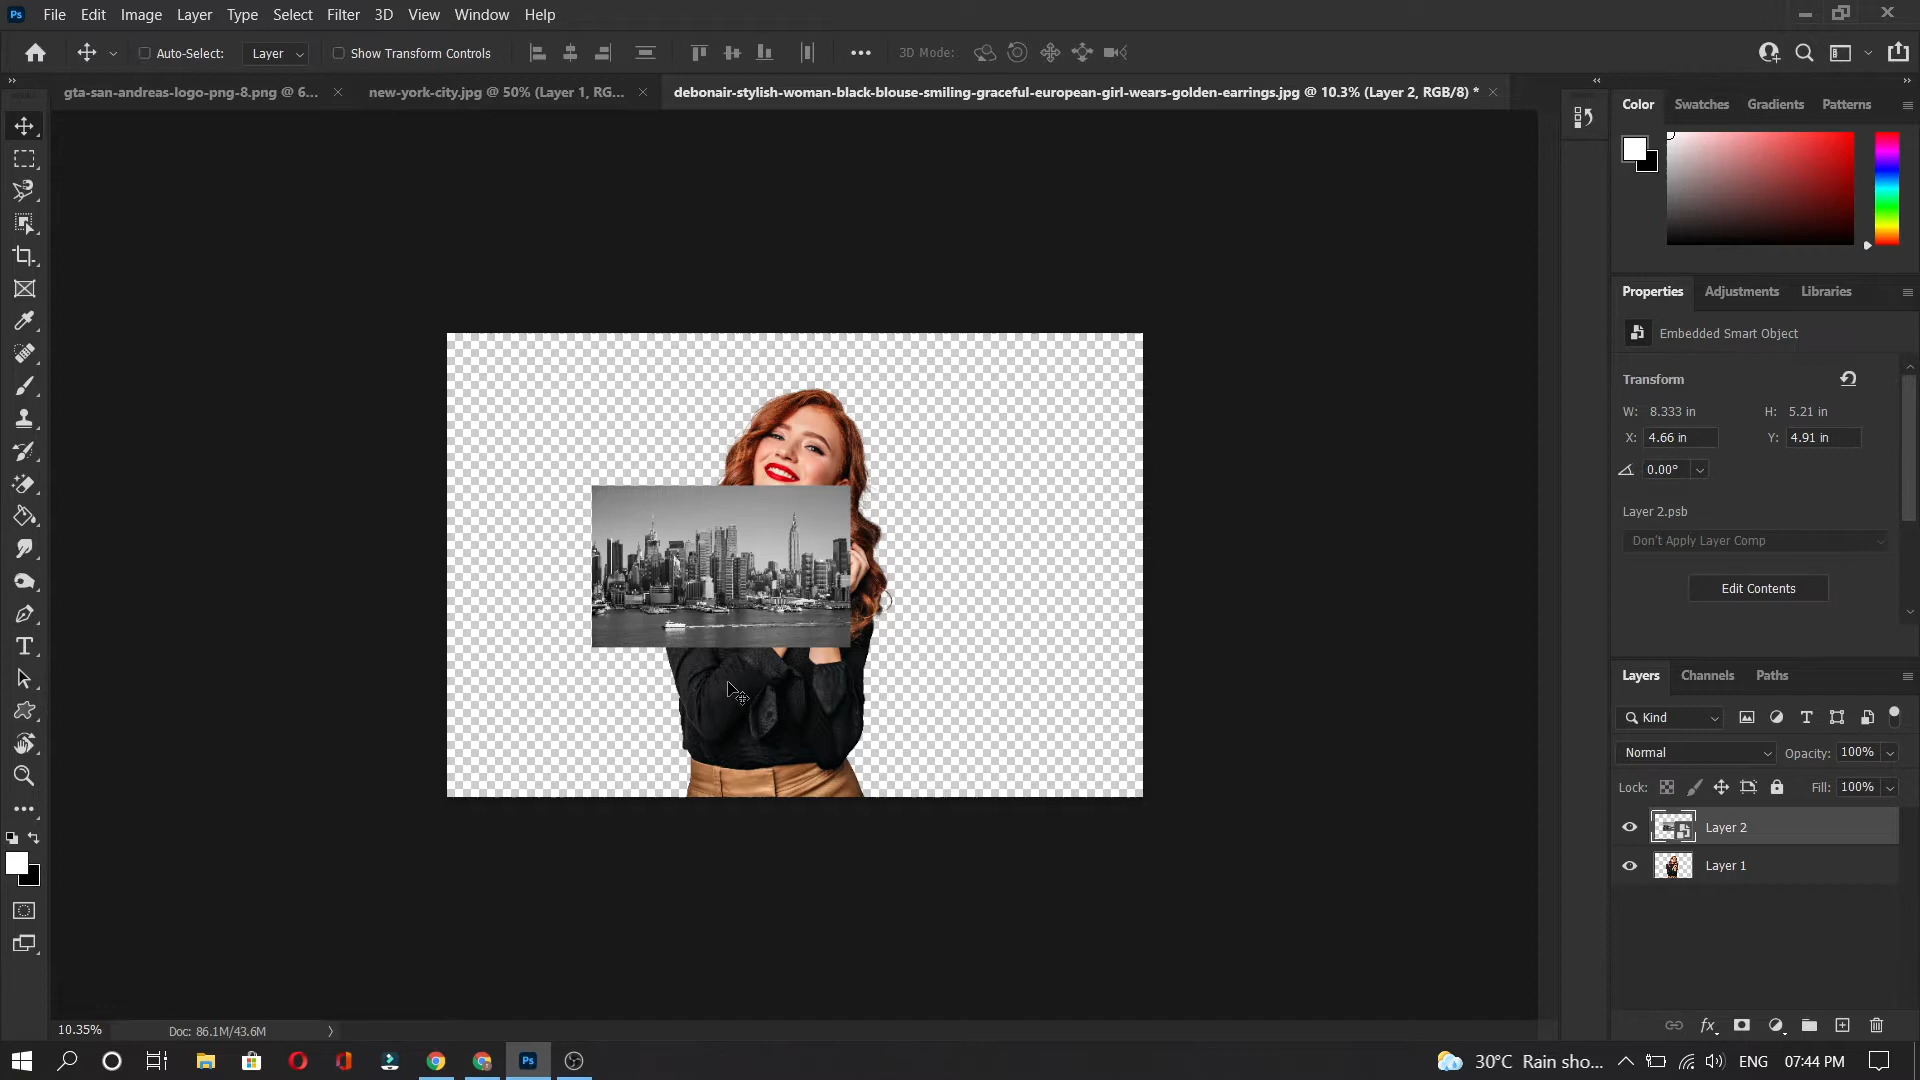 Ps File Edit Image Layer Type Select Filter 3D View Window Help
Auto-Select: Layer Show Transform Controls 3D Mode:
gta-san-andreas-logo-png-8.png @ 6... × new-york-city.jpg @ 50% (Layer 1, RG... × debonair-stylish-woman-black-blouse-smiling-graceful-european-girl-wears-golden-earrings.jpg @ 10.3% (Layer 2, RGB/8) * ×
Color Swatches Gradients Patterns
Properties Adjustments Libraries
Embedded Smart Object
Transform
W: 8.333 in H: 5.21 in
X: 4.66 in Y: 4.91 in
0.00°
Layer 2.psb
Don't Apply Layer Comp
Edit Contents
Layers Channels Paths
Kind
Normal Opacity: 100%
Lock: Fill: 100%
Layer 2
Layer 1
fx
10.35% Doc: 86.1M/43.6M
Ps 30°C Rain sho... ENG 07:44 PM